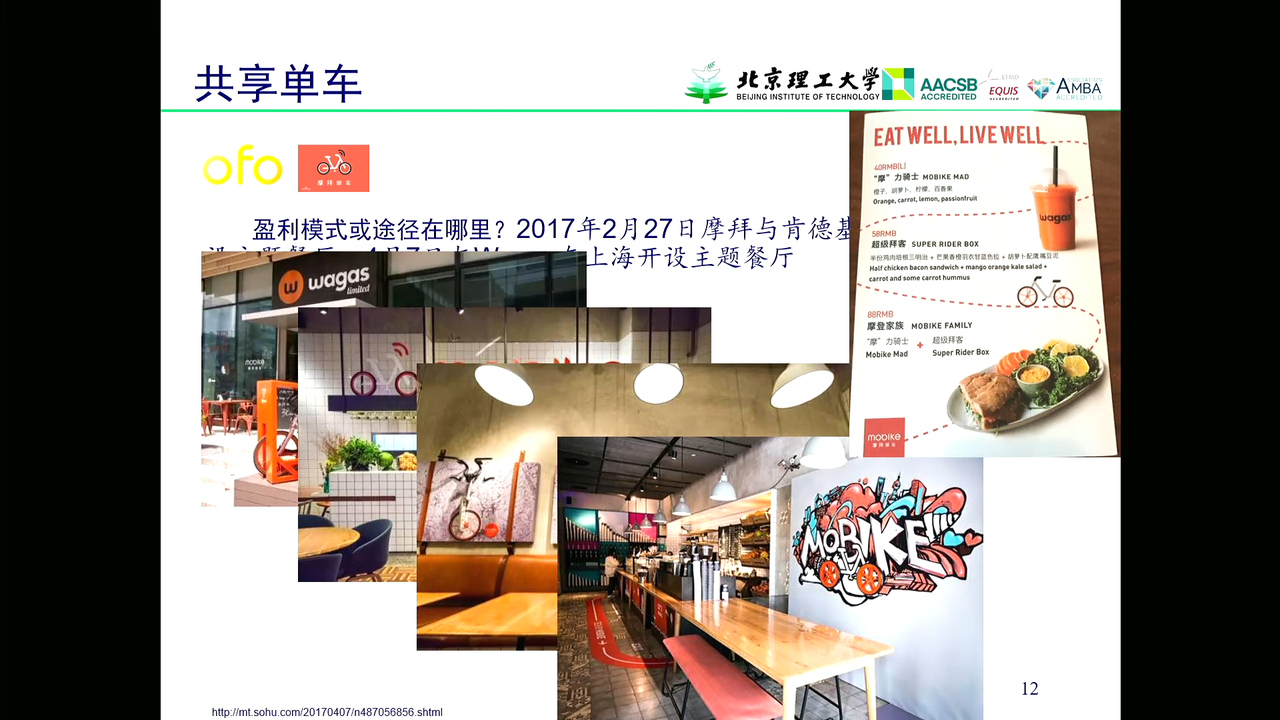 共享单车
北京理工大学
BEIJING INSTITUTE OF TECHNOLOGY
AACSB
ACCREDITED
EFMD
EQUIS
ACCREDITED
ASSOCIATION
AMBA
ACCREDITED
ofo
摩拜单车
盈利模式或途径在哪里？2017年2月27日摩拜与肯德基
上海开设主题餐厅
EAT WELL, LIVE WELL
40RMB(L)
“摩”力骑士 MOBIKE MAD
橙子、胡萝卜、柠檬、百香果
Orange, carrot, lemon, passionfruit
wagas
58RMB
超级拜客 SUPER RIDER BOX
半份鸡肉培根三明治 + 芒果香橙羽衣甘蓝色拉 + 胡萝卜配鹰嘴豆泥
Half chicken bacon sandwich + mango orange kale salad +
carrot and some carrot hummus
88RMB
摩登家族 MOBIKE FAMILY
“摩”力骑士 + 超级拜客
Mobike Mad Super Rider Box
mobike
摩拜单车
wagas
limited
mobike
MOBIKE
12
http://mt.sohu.com/20170407/n487056856.shtml